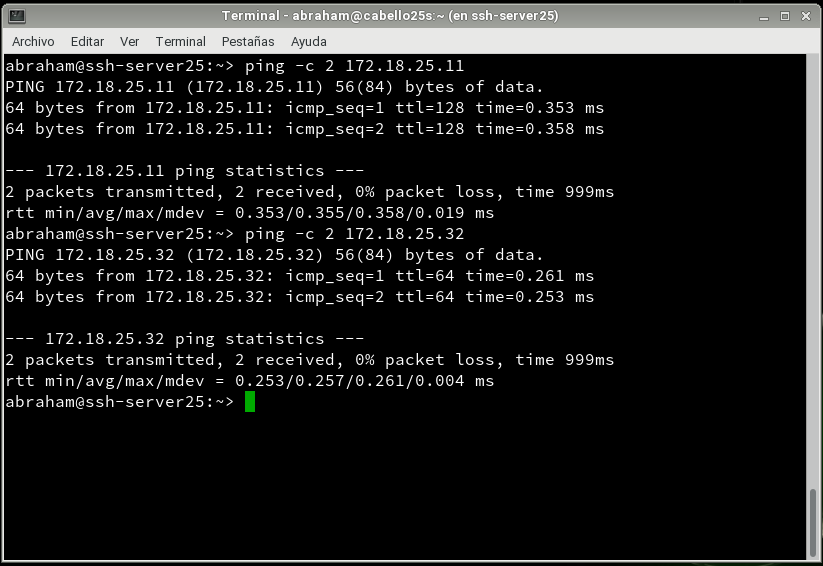 Terminal - abraham@cabello25s:~ (en ssh-server25)
Archivo Editar Ver Terminal Pestañas Ayuda
abraham@ssh-server25:~> ping -c 2 172.18.25.11
PING 172.18.25.11 (172.18.25.11) 56(84) bytes of data.
64 bytes from 172.18.25.11: icmp_seq=1 ttl=128 time=0.353 ms
64 bytes from 172.18.25.11: icmp_seq=2 ttl=128 time=0.358 ms
--- 172.18.25.11 ping statistics ---
2 packets transmitted, 2 received, 0% packet loss, time 999ms
rtt min/avg/max/mdev = 0.353/0.355/0.358/0.019 ms
abraham@ssh-server25:~> ping -c 2 172.18.25.32
PING 172.18.25.32 (172.18.25.32) 56(84) bytes of data.
64 bytes from 172.18.25.32: icmp_seq=1 ttl=64 time=0.261 ms
64 bytes from 172.18.25.32: icmp_seq=2 ttl=64 time=0.253 ms
--- 172.18.25.32 ping statistics ---
2 packets transmitted, 2 received, 0% packet loss, time 999ms
rtt min/avg/max/mdev = 0.253/0.257/0.261/0.004 ms
abraham@ssh-server25:~>